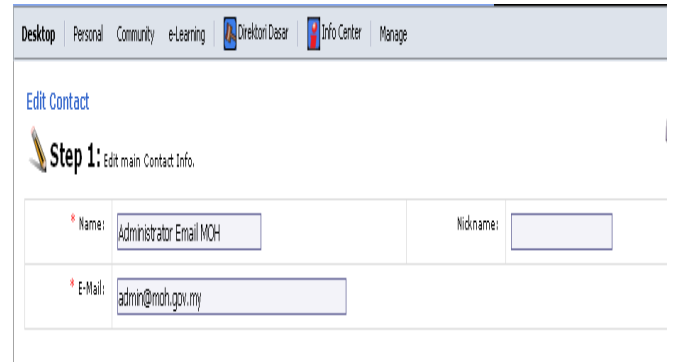 Desktop Personal Community e-Learning Direktori Dasar Info Center Manage
Edit Contact
Step 1: Edit main Contact Info.
* Name: Administrator Email MOH Nickname:
* E-Mail: admin@moh.gov.my